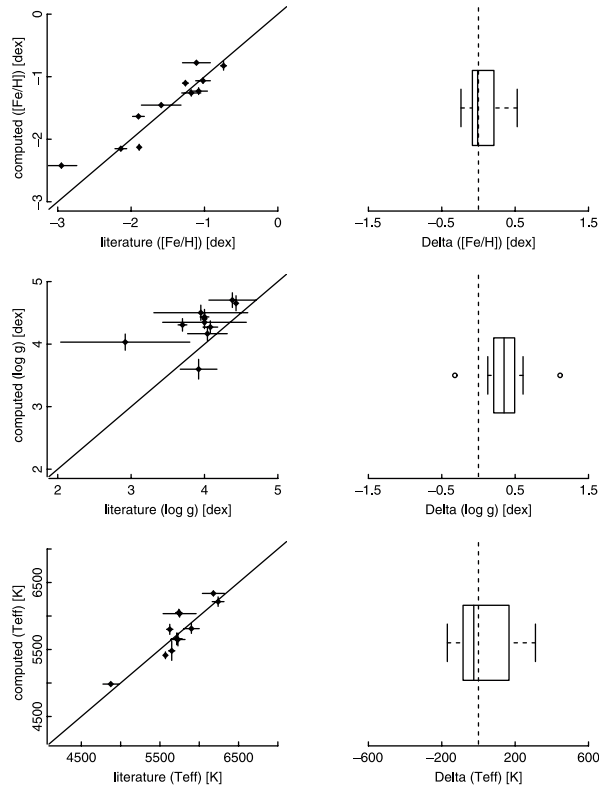 computed ([Fe/H]) [dex]
0
−1
−2
−3
−3 −2 −1 0
literature ([Fe/H]) [dex]
−1.5 −0.5 0.5 1.5
Delta ([Fe/H]) [dex]
computed (log g) [dex]
5
4
3
2
2 3 4 5
literature (log g) [dex]
−1.5 −0.5 0.5 1.5
Delta (log g) [dex]
computed (Teff) [K]
6500
5500
4500
4500 5500 6500
literature (Teff) [K]
−600 −200 200 600
Delta (Teff) [K]